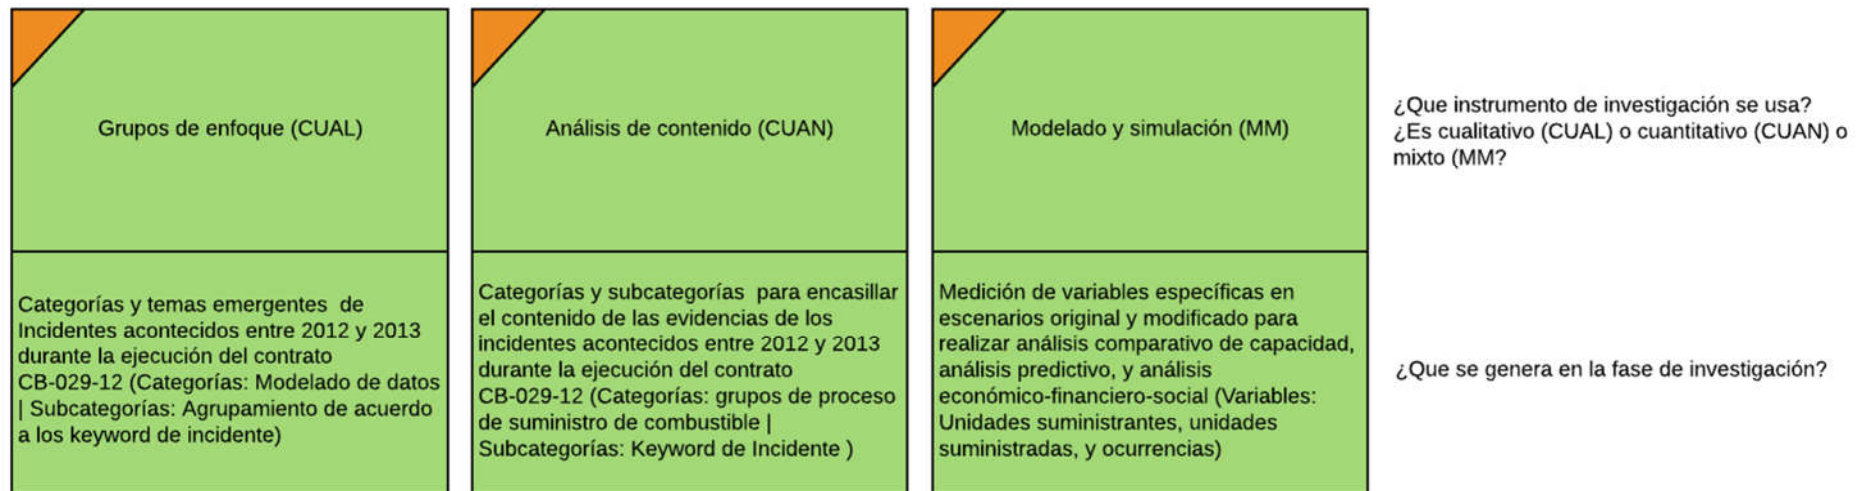 Grupos de enfoque (CUAL)
Categorías y temas emergentes  de
Incidentes acontecidos entre 2012 y 2013
durante la ejecución del contrato
CB-029-12 (Categorías: Modelado de datos
| Subcategorías: Agrupamiento de acuerdo
a los keyword de incidente)
Análisis de contenido (CUAN)
Categorías y subcategorías  para encasillar
el contenido de las evidencias de los
incidentes acontecidos entre 2012 y 2013
durante la ejecución del contrato
CB-029-12 (Categorías: grupos de proceso
de suministro de combustible |
Subcategorías: Keyword de Incidente )
Modelado y simulación (MM)
Medición de variables específicas en
escenarios original y modificado para
realizar análisis comparativo de capacidad,
análisis predictivo, y análisis
económico-financiero-social (Variables:
Unidades suministrantes, unidades
suministradas, y ocurrencias)
¿Que instrumento de investigación se usa?
¿Es cualitativo (CUAL) o cuantitativo (CUAN) o
mixto (MM?
¿Que se genera en la fase de investigación?